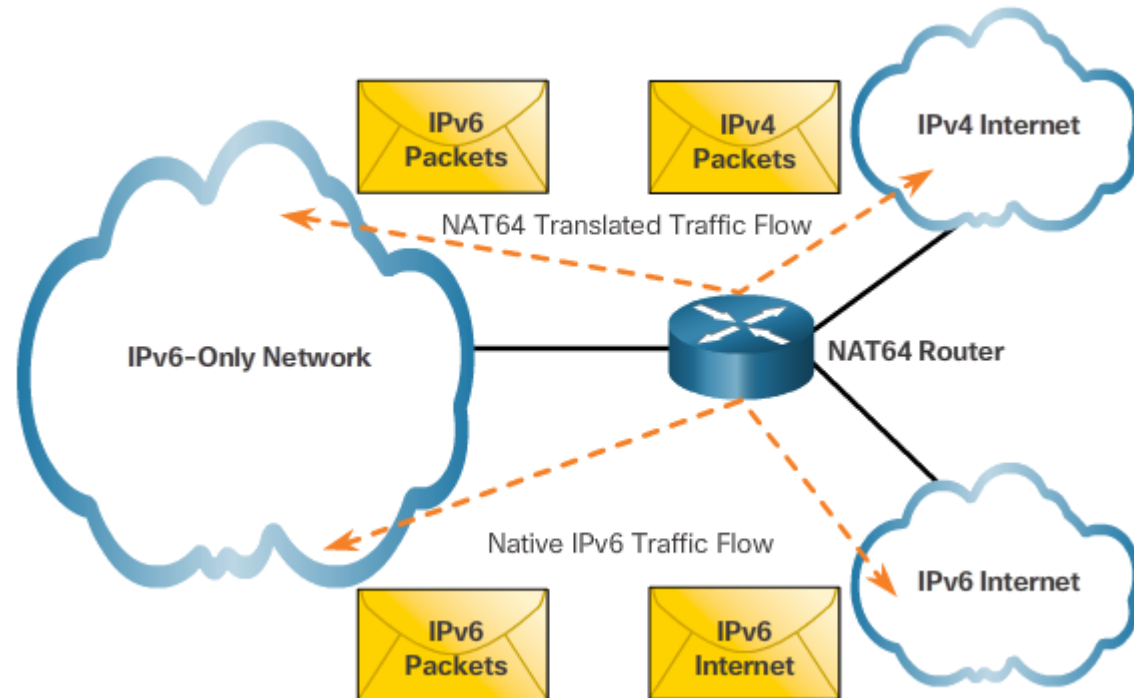 IPv6
Packets
IPv4
Packets
IPv4 Internet
NAT64 Translated Traffic Flow
IPv6-Only Network
NAT64 Router
Native IPv6 Traffic Flow
IPv6 Internet
IPv6
Packets
IPv6
Internet